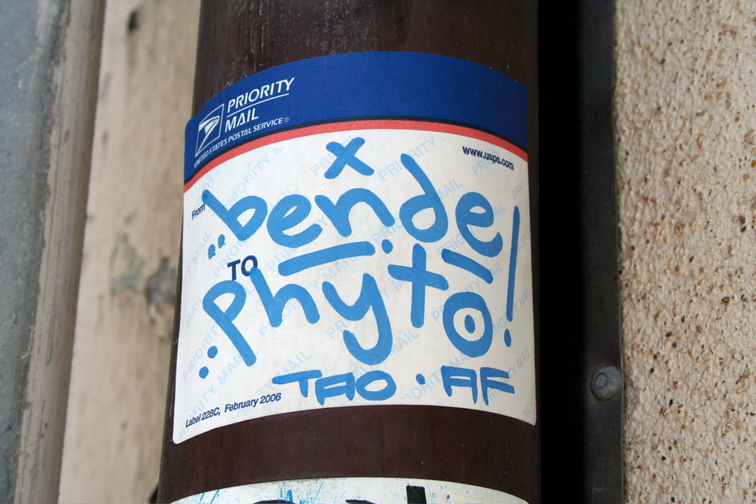 PRIORITY
MAIL
UNITED STATES POSTAL SERVICE®
www.usps.com
x
From
bende
TO
Phyto!
TAO · AF
Label 228C, February 2006